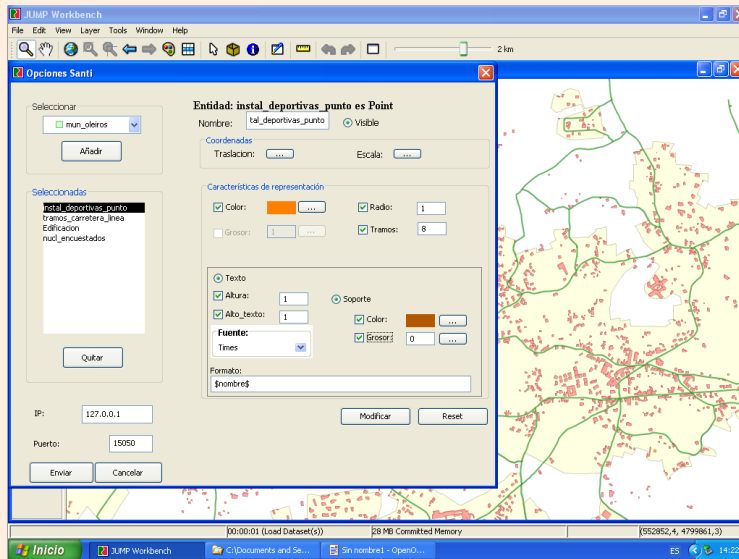 JUMP Workbench
File Edit View Layer Tools Window Help
2 km
Opciones Santi
Seleccionar
mun_oleiros
Añadir
Entidad: instal_deportivas_punto es Point
Nombre: tal_deportivas_punto Visible
Coordenadas
Traslacion: ... Escala: ...
Seleccionadas
instal_deportivas_punto
tramos_carretera_linea
Edificacion
nucl_encuestados
Quitar
Características de representación
Color: ... Radio: 1
Grosor: 1 ... Tramos: 8
Texto
Altura: 1 Soporte
Alto_texto: 1 Color: ...
Fuente: Grosor: 0 ...
Times
Formato:
$nombre$
IP: 127.0.0.1
Modificar Reset
Puerto: 15050
Enviar Cancelar
00:00:01 (Load Dataset(s)) 28 MB Committed Memory (552852,4, 4799861,3)
Inicio JUMP Workbench C:\Documents and Se... Sin nombre1 - OpenO... ES 14:22